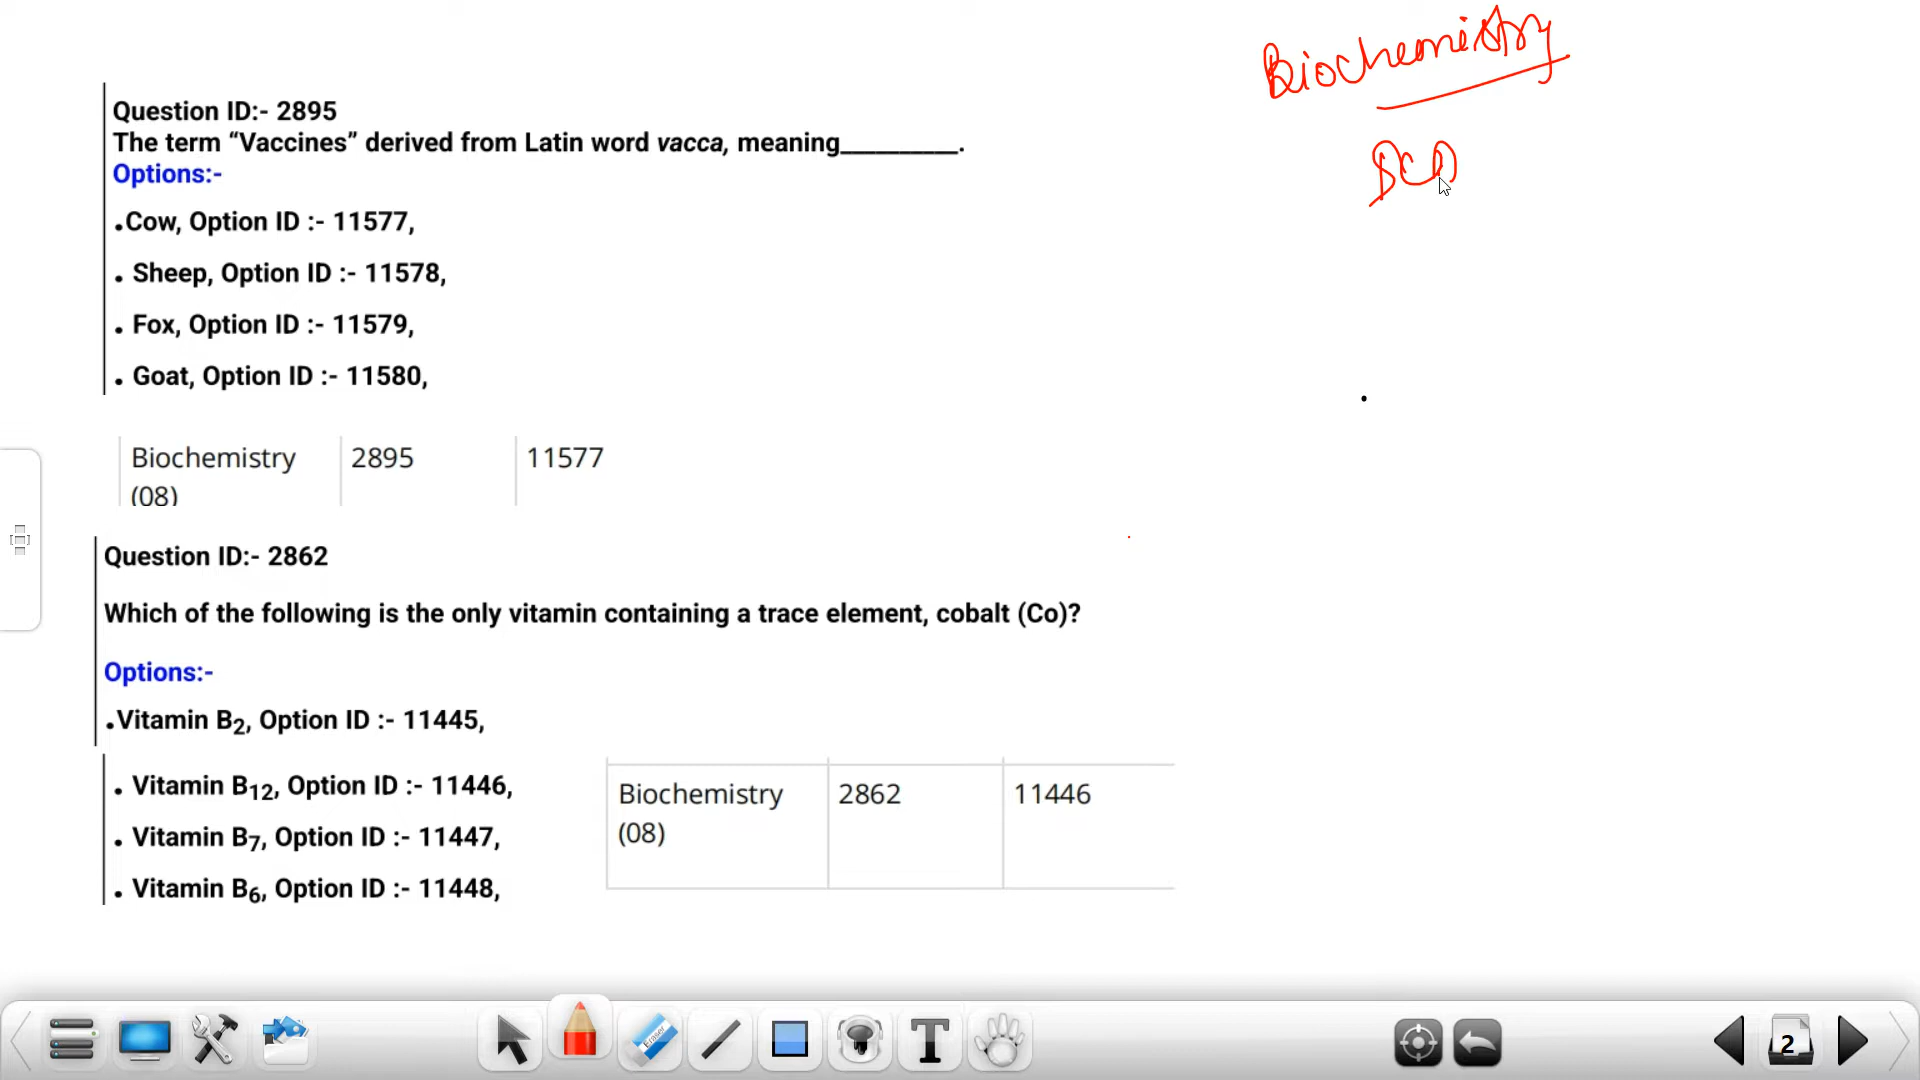 Biochemistry
Question ID:- 2895
The term “Vaccines” derived from Latin word vacca, meaning_________.
Options:-
.Cow, Option ID :- 11577,
. Sheep, Option ID :- 11578,
. Fox, Option ID :- 11579,
. Goat, Option ID :- 11580,
Biochemistry (08) 2895 11577
Question ID:- 2862
Which of the following is the only vitamin containing a trace element, cobalt (Co)?
Options:-
.Vitamin B2, Option ID :- 11445,
. Vitamin B12, Option ID :- 11446,
. Vitamin B7, Option ID :- 11447,
. Vitamin B6, Option ID :- 11448,
Biochemistry (08) 2862 11446
Eraser
T
2